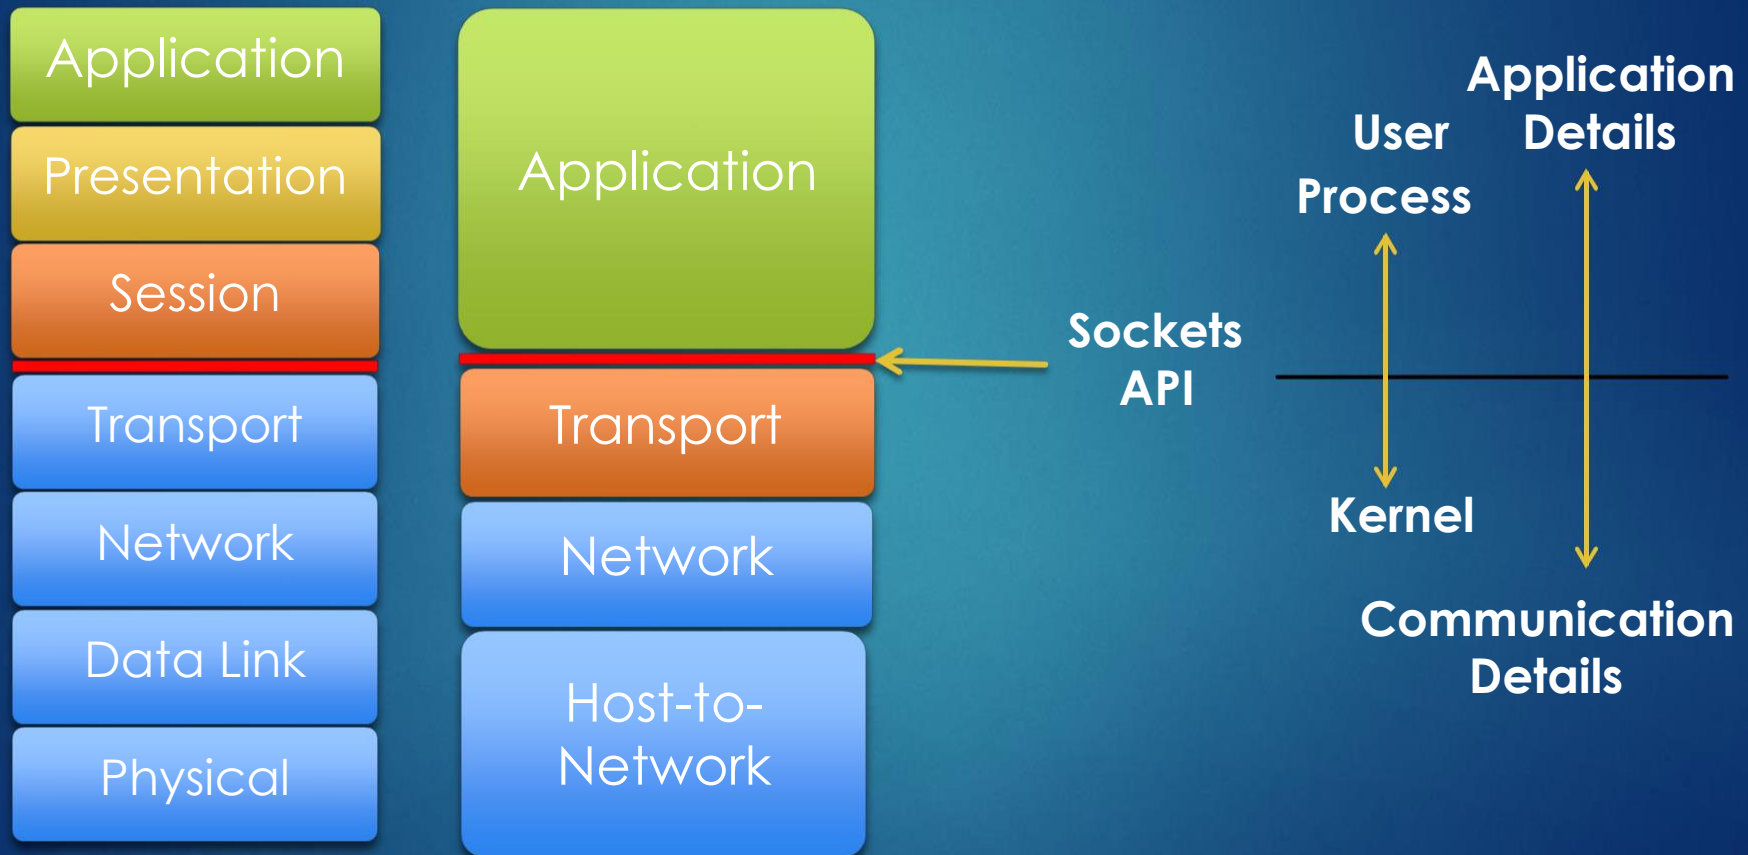 Application
Presentation
Session
Transport
Network
Data Link
Physical
Application
Transport
Network
Host-to-
Network
Sockets
API
User
Process
Kernel
Application
Details
Communication
Details